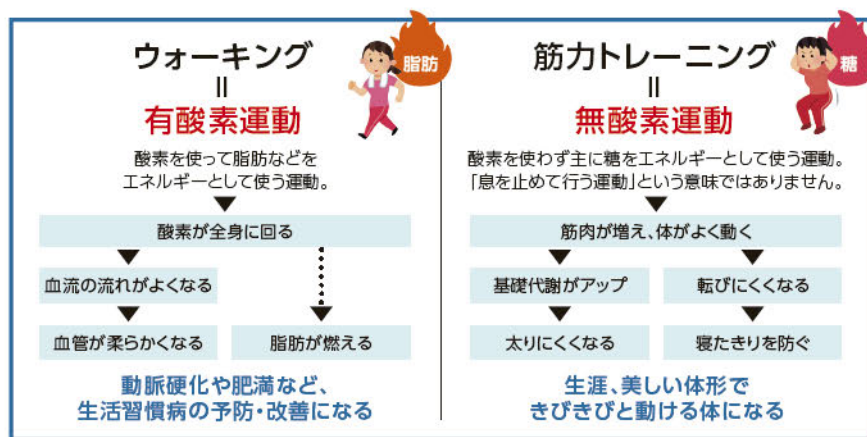 ウォーキング
脂肪
=
有酸素運動
酸素を使って脂肪などを
エネルギーとして使う運動。
酸素が全身に回る
血流の流れがよくなる
血管が柔らかくなる
脂肪が燃える
動脈硬化や肥満など、
生活習慣病の予防・改善になる
筋力トレーニング
糖
=
無酸素運動
酸素を使わず主に糖をエネルギーとして使う運動。
「息を止めて行う運動」という意味ではありません。
筋肉が増え、体がよく動く
基礎代謝がアップ
太りにくくなる
転びにくくなる
寝たきりを防ぐ
生涯、美しい体形で
きびきびと動ける体になる